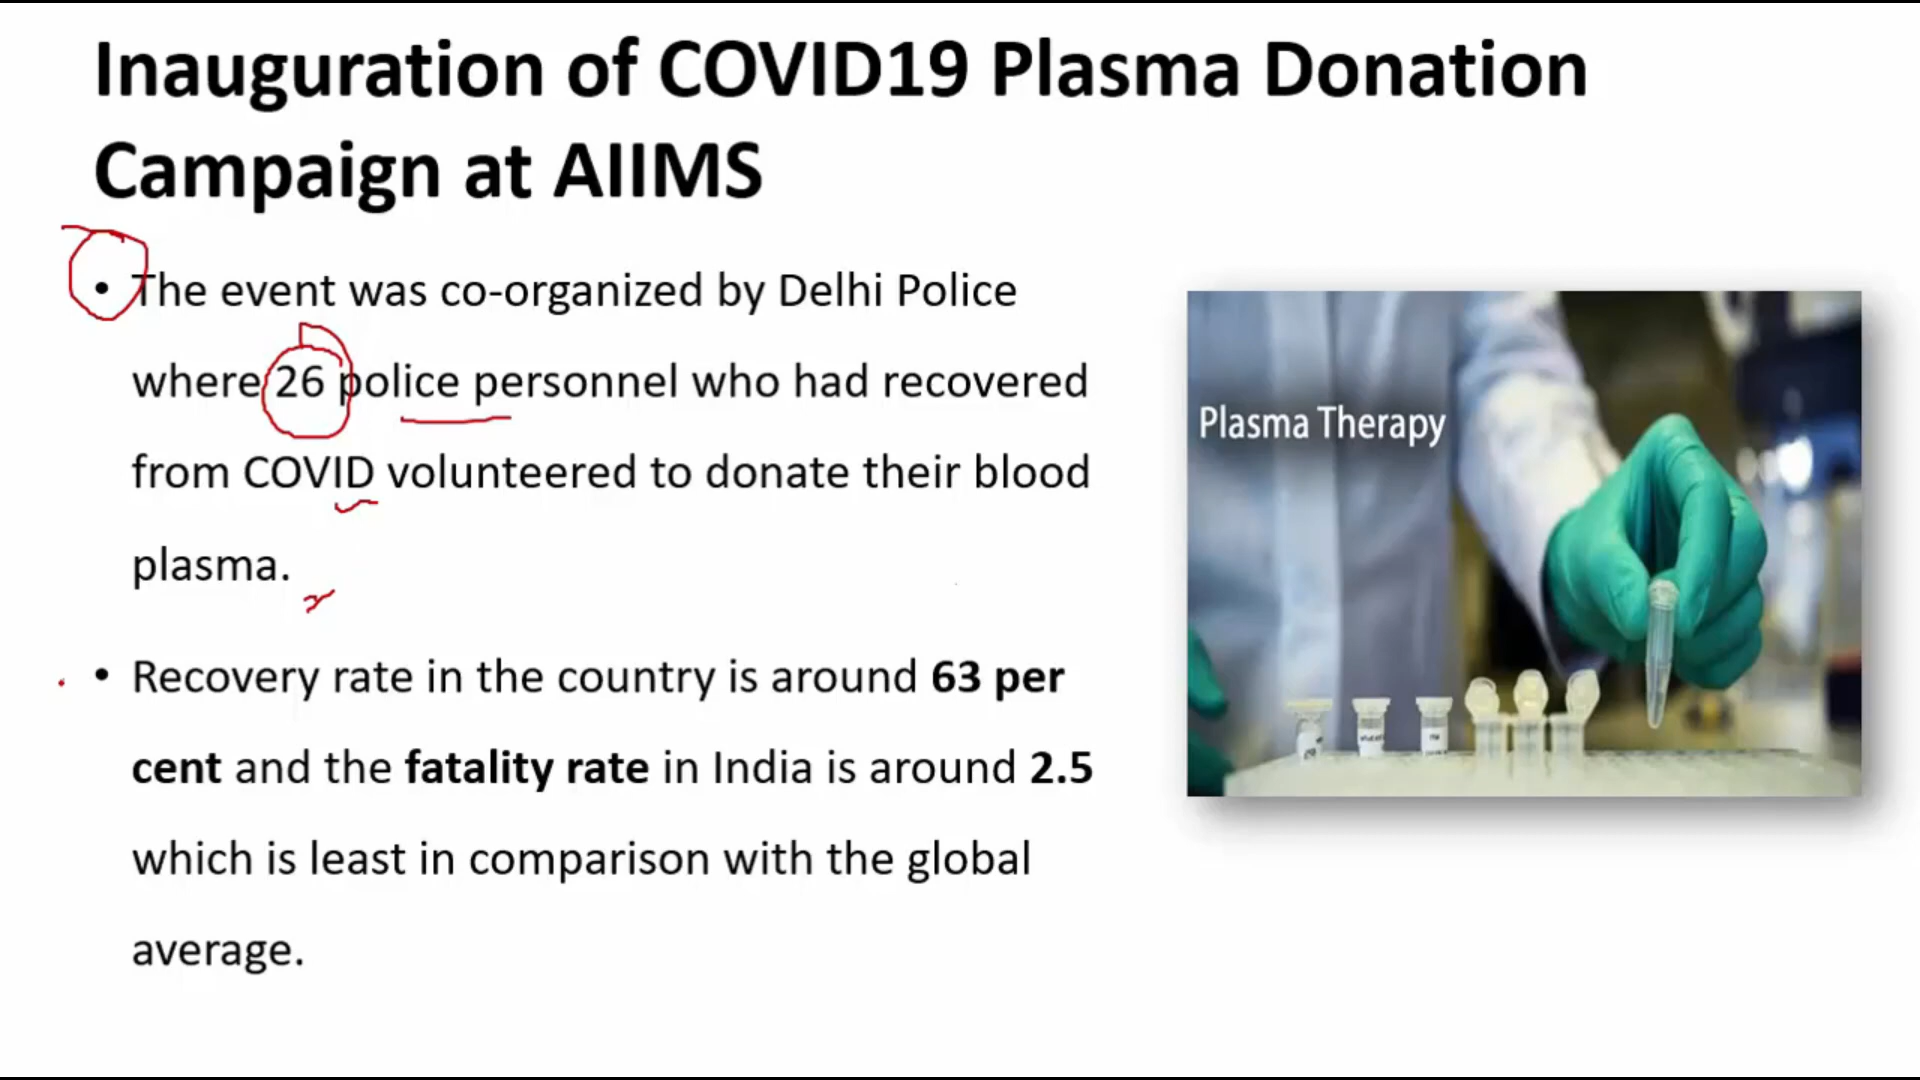 Inauguration of COVID19 Plasma Donation
Campaign at AIIMS
• The event was co-organized by Delhi Police
where 26 police personnel who had recovered
from COVID volunteered to donate their blood
plasma.
• Recovery rate in the country is around 63 per
cent and the fatality rate in India is around 2.5
which is least in comparison with the global
average.
Plasma Therapy